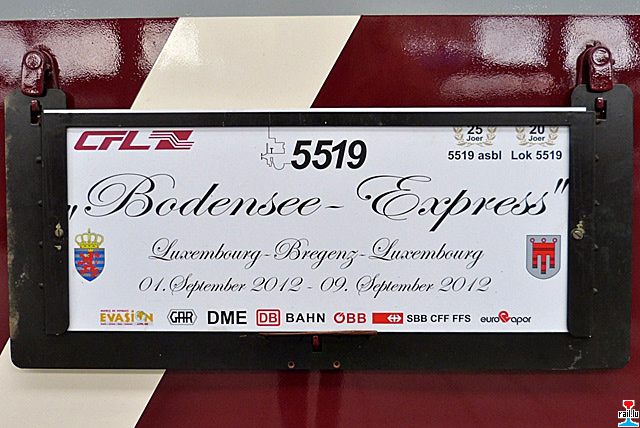 CFL
5519
25
Joer
5519 asbl
20
Joer
Lok 5519
„Bodensee - Express"
Luxembourg - Bregenz - Luxembourg
01. September 2012 - 09. September 2012
EVASION
GAR
DME
DB BAHN
ÖBB
SBB CFF FFS
eurovapor
rail.lu